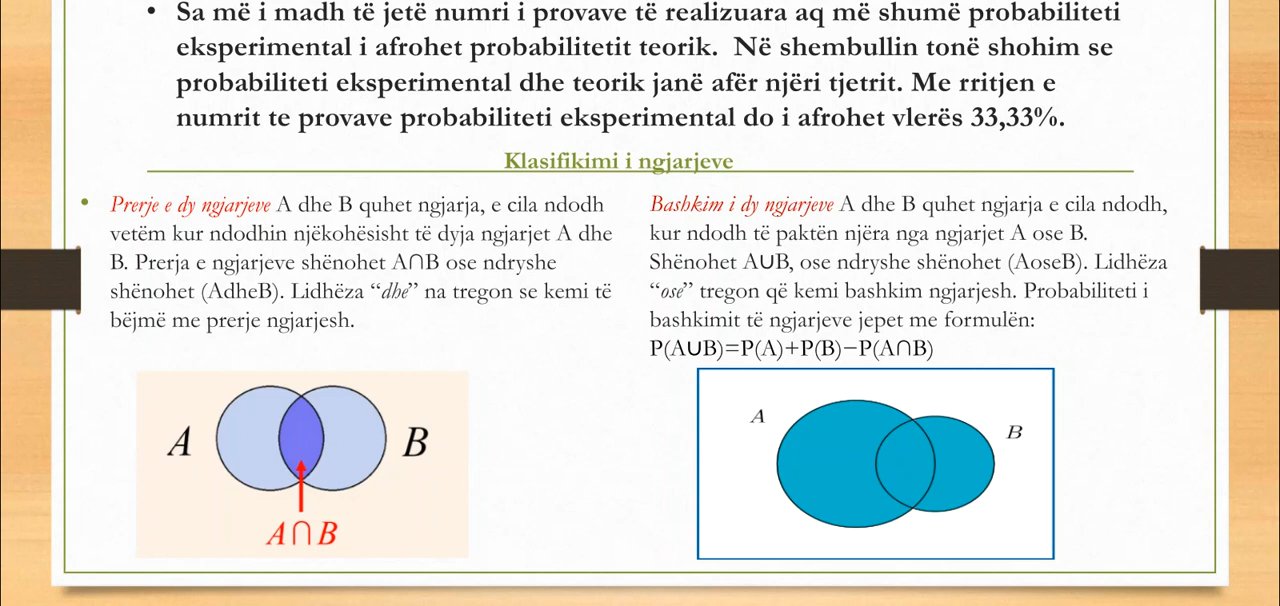 • Sa më i madh të jetë numri i provave të realizuara aq më shumë probabiliteti
eksperimental i afrohet probabilitetit teorik. Në shembullin tonë shohim se
probabiliteti eksperimental dhe teorik janë afër njëri tjetrit. Me rritjen e
numrit te provave probabiliteti eksperimental do i afrohet vlerës 33,33%.
Klasifikimi i ngjarjeve
• Prerje e dy ngjarjeve A dhe B quhet ngjarja, e cila ndodh
vetëm kur ndodhin njëkohësisht të dyja ngjarjet A dhe
B. Prerja e ngjarjeve shënohet A∩B ose ndryshe
shënohet (AdheB). Lidhëza “dhe” na tregon se kemi të
bëjmë me prerje ngjarjesh.
A
B
A∩B
Bashkim i dy ngjarjeve A dhe B quhet ngjarja e cila ndodh,
kur ndodh të paktën njëra nga ngjarjet A ose B.
Shënohet A∪B, ose ndryshe shënohet (AoseB). Lidhëza
“ose” tregon që kemi bashkim ngjarjesh. Probabiliteti i
bashkimit të ngjarjeve jepet me formulën:
P(A∪B)=P(A)+P(B)−P(A∩B)
A
B